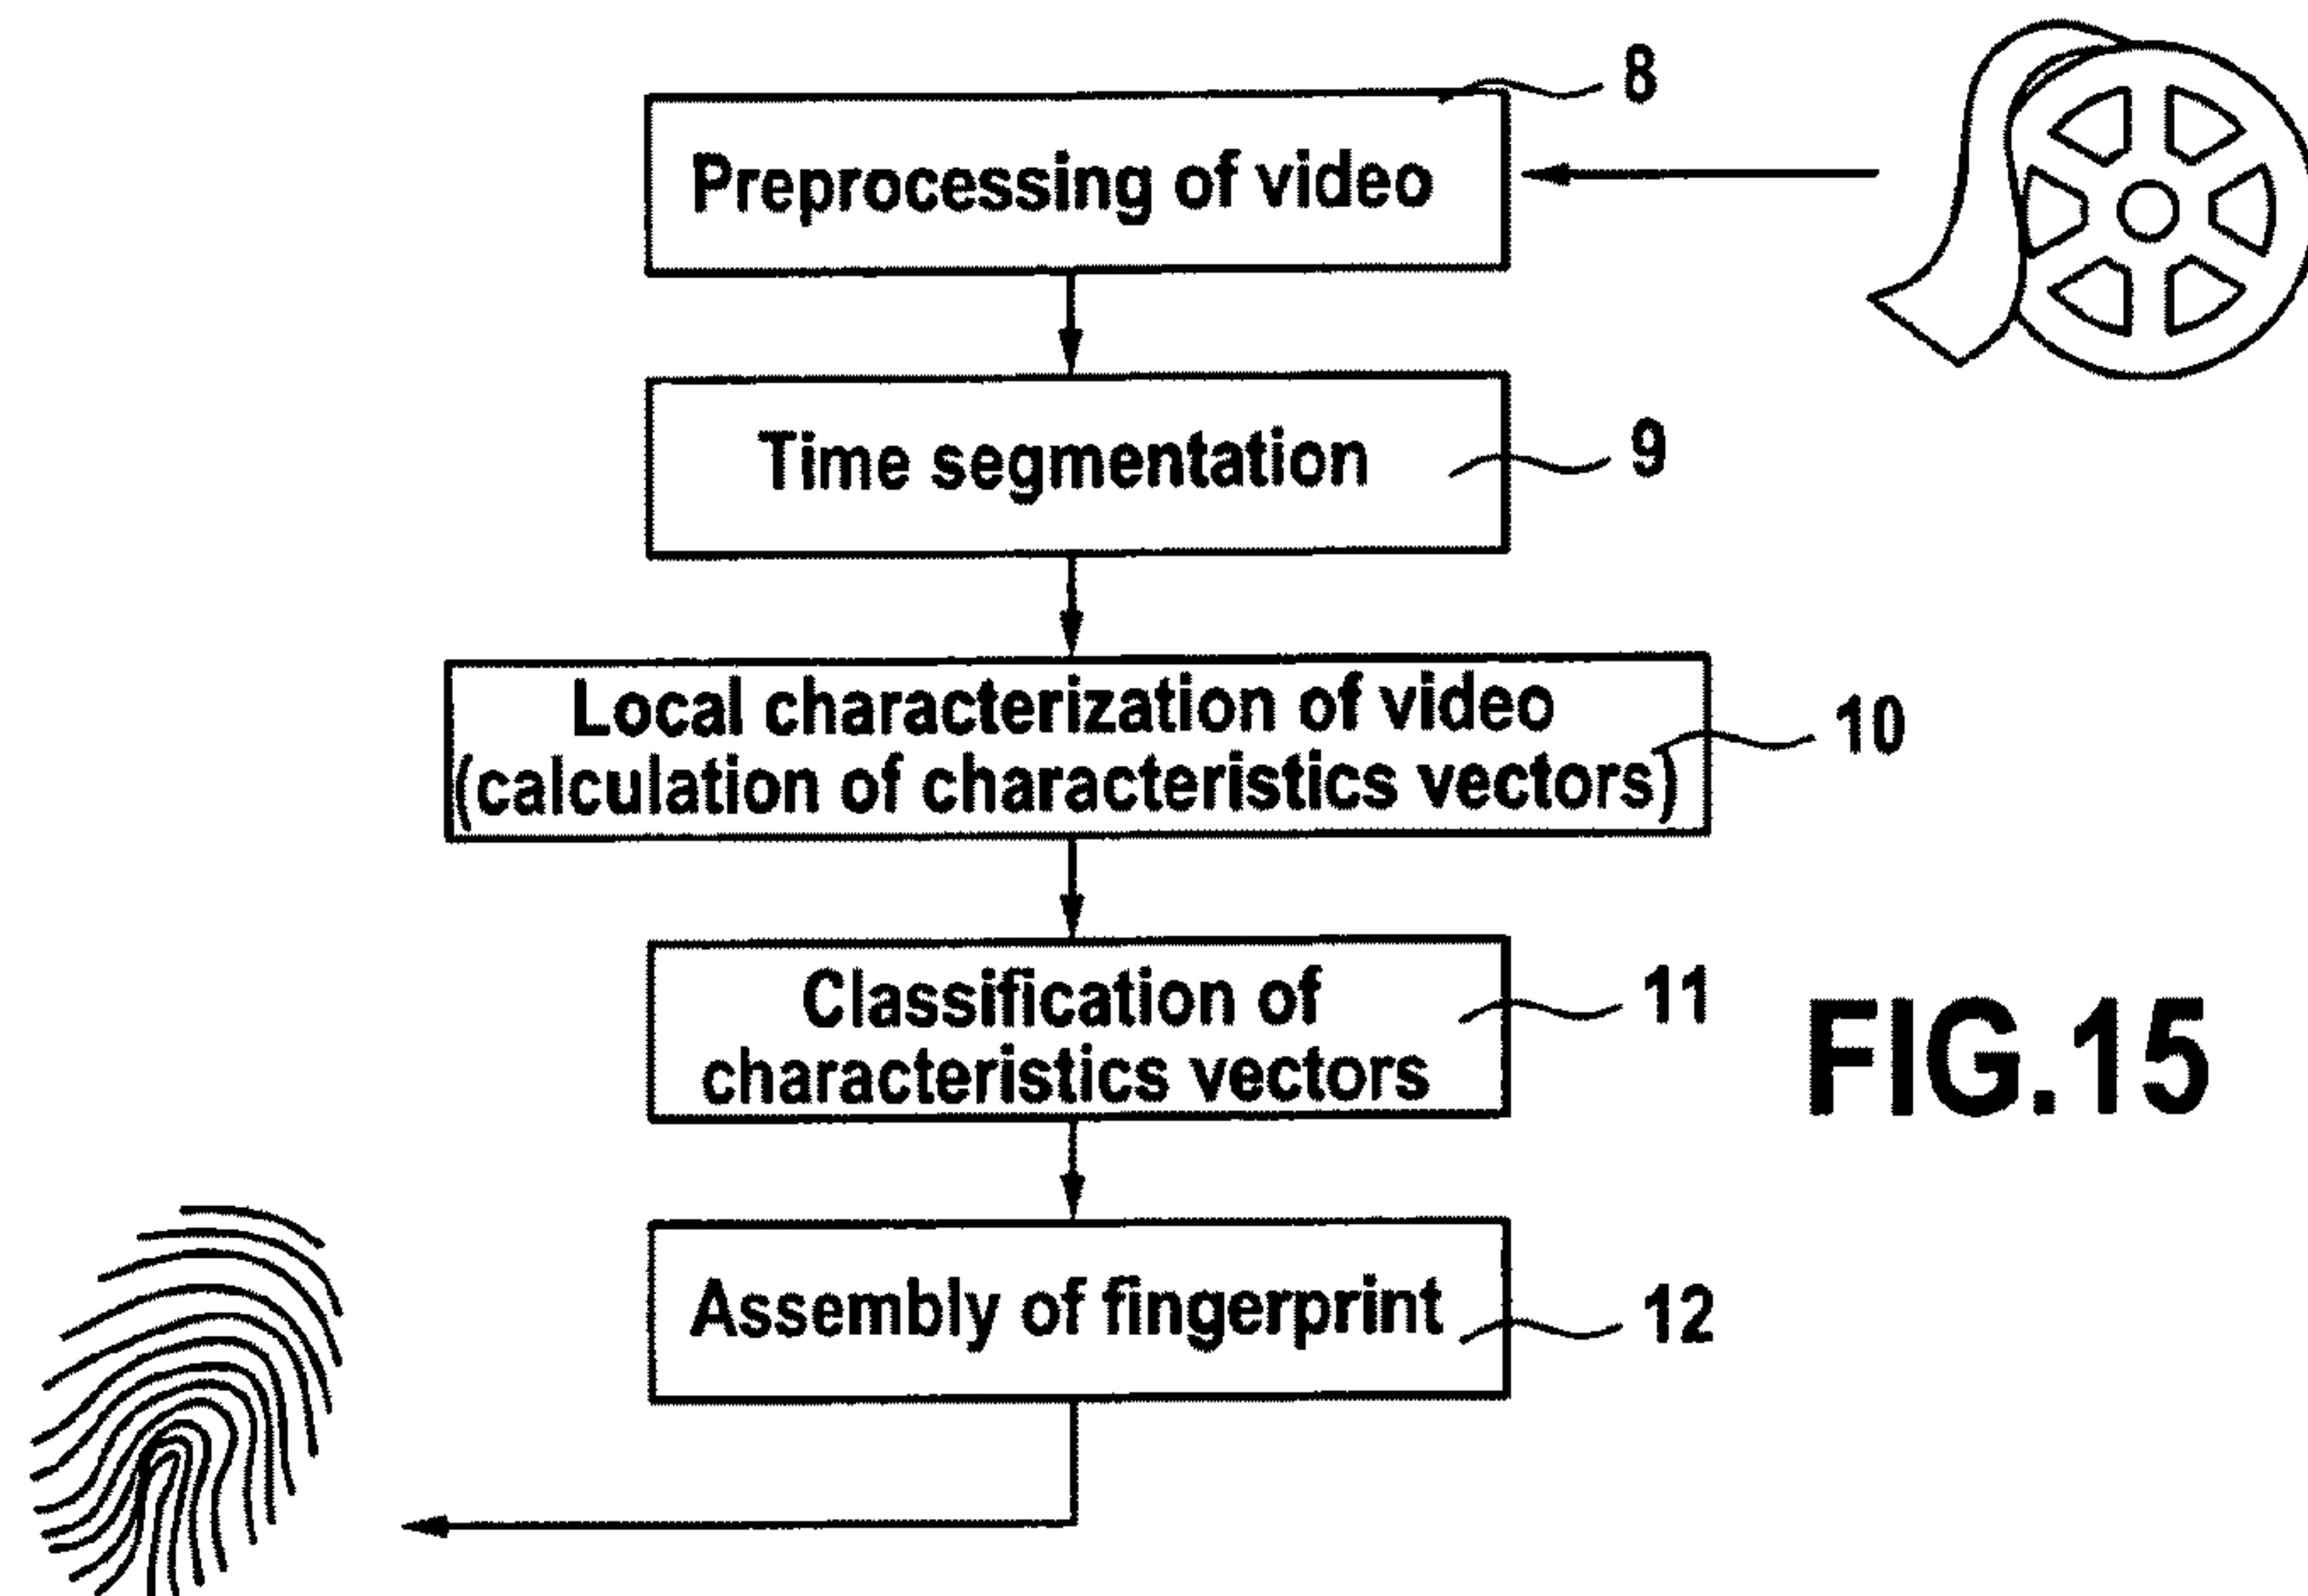 8
Preprocessing of video
Time segmentation
9
Local characterization of video
(calculation of characteristics vectors)
10
Classification of
characteristics vectors
11
FIG.15
Assembly of fingerprint
12